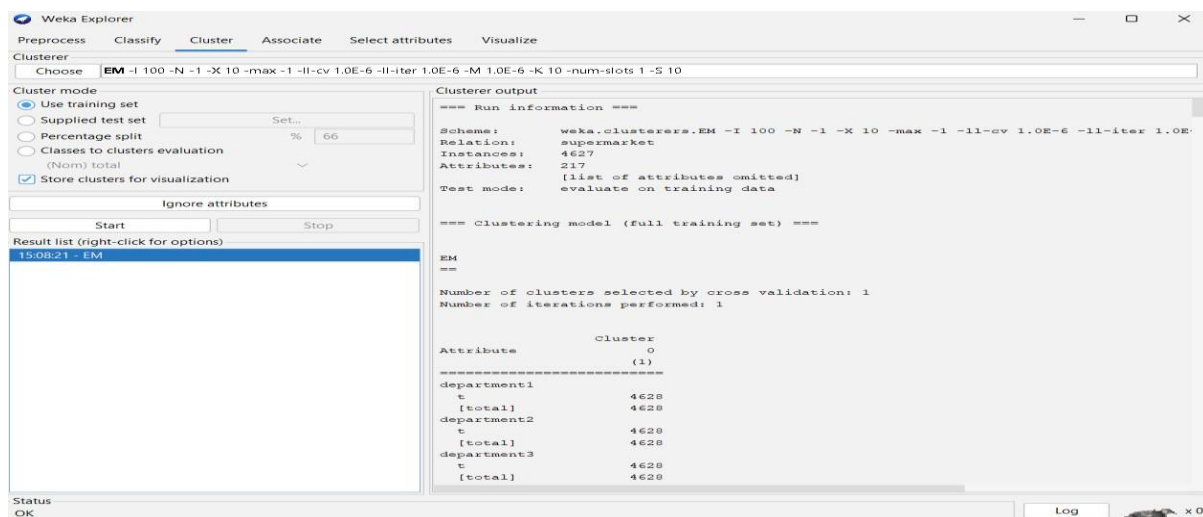 Weka Explorer
Preprocess Classify Cluster Associate Select attributes Visualize
Clusterer
Choose EM -I 100 -N -1 -X 10 -max -1 -ll-cv 1.0E-6 -ll-iter 1.0E-6 -M 1.0E-6 -K 10 -num-slots 1 -S 10
Cluster mode
Use training set
Supplied test set Set...
Percentage split % 66
Classes to clusters evaluation
(Nom) total
Store clusters for visualization
Ignore attributes
Start Stop
Result list (right-click for options)
15:08:21 - EM
Clusterer output
=== Run information ===
Scheme: weka.clusterers.EM -I 100 -N -1 -X 10 -max -1 -ll-cv 1.0E-6 -ll-iter 1.0E-
Relation: supermarket
Instances: 4627
Attributes: 217
[list of attributes omitted]
Test mode: evaluate on training data
=== Clustering model (full training set) ===
EM
==
Number of clusters selected by cross validation: 1
Number of iterations performed: 1
Cluster
Attribute 0
(1)
===========================
department1
t 4628
[total] 4628
department2
t 4628
[total] 4628
department3
t 4628
[total] 4628
Status
OK
Log
x 0